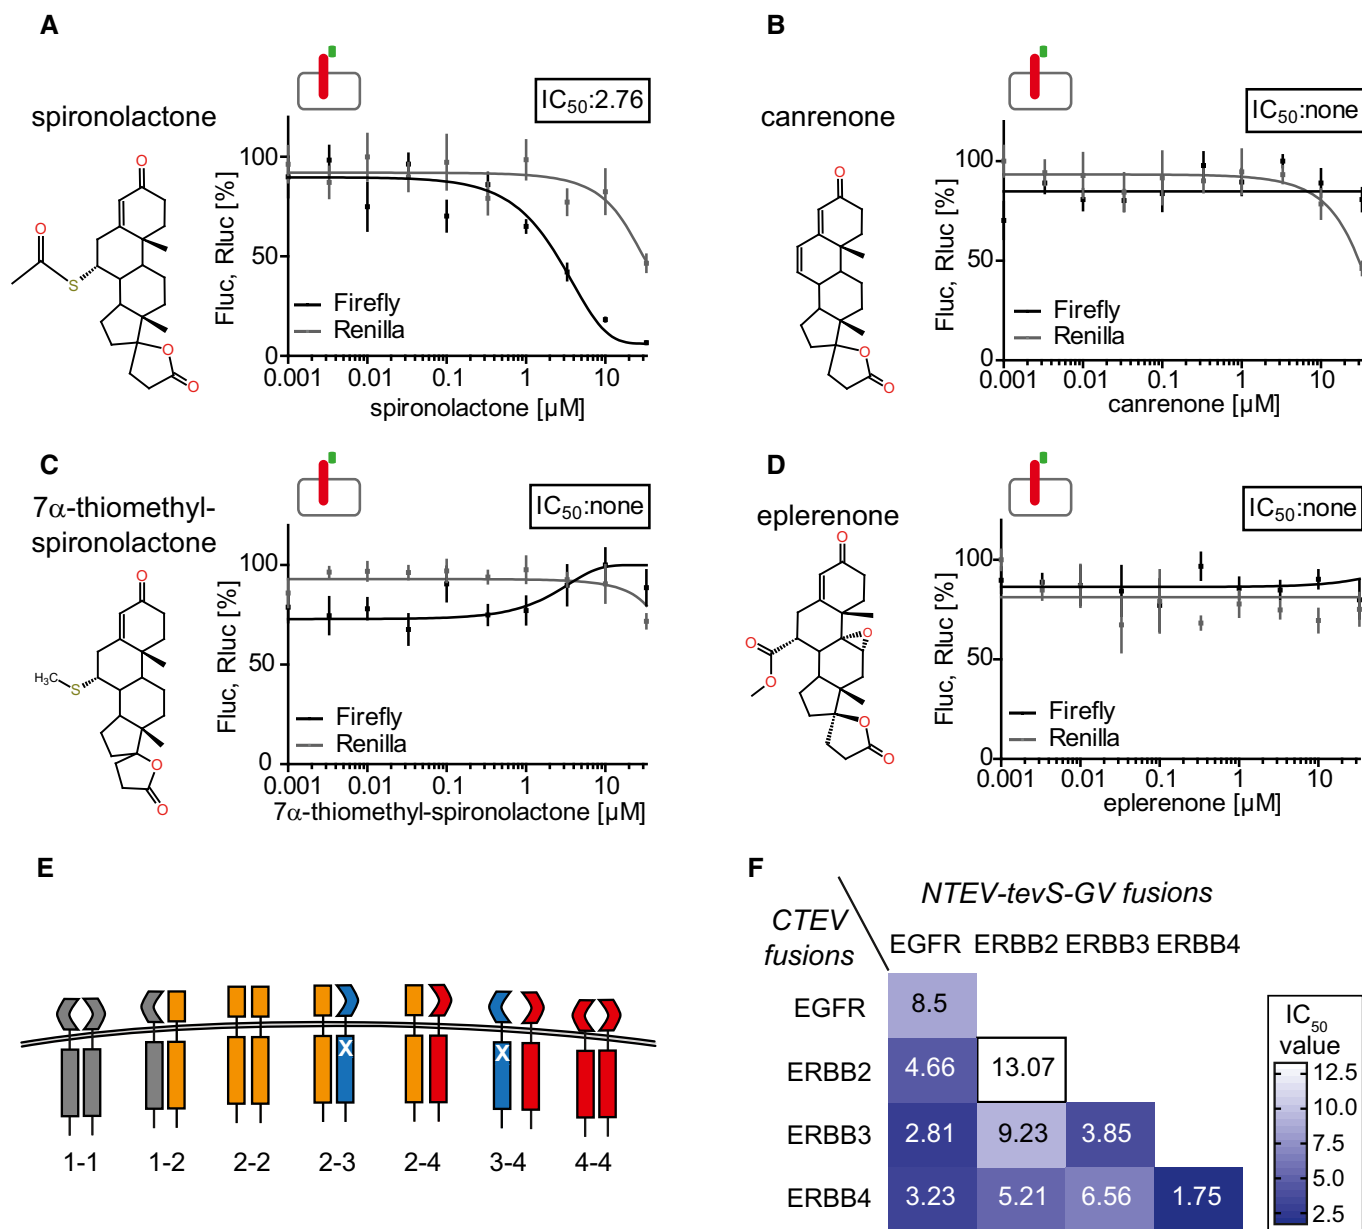 A
spironolactone
IC50:2.76
Fluc, Rluc [%]
100
50
0
Firefly
Renilla
0.001 0.01 0.1 1 10
spironolactone [µM]
O
O
S
O
O
B
canrenone
IC50:none
Fluc, Rluc [%]
100
50
0
Firefly
Renilla
0.001 0.01 0.1 1 10
canrenone [µM]
O
O
O
C
7α-thiomethyl-
spironolactone
IC50:none
Fluc, Rluc [%]
100
50
0
Firefly
Renilla
0.001 0.01 0.1 1 10
7α-thiomethyl-spironolactone [µM]
O
H3C
S
O
O
D
eplerenone
IC50:none
Fluc, Rluc [%]
100
50
0
Firefly
Renilla
0.001 0.01 0.1 1 10
eplerenone [µM]
O
O
O
O
O
O
E
X
X
1-1 1-2 2-2 2-3 2-4 3-4 4-4
F
NTEV-tevS-GV fusions
CTEV
fusions
EGFR ERBB2 ERBB3 ERBB4
EGFR 8.5
ERBB2 4.66 13.07
ERBB3 2.81 9.23 3.85
ERBB4 3.23 5.21 6.56 1.75
IC50
value
12.5
10.0
7.5
5.0
2.5